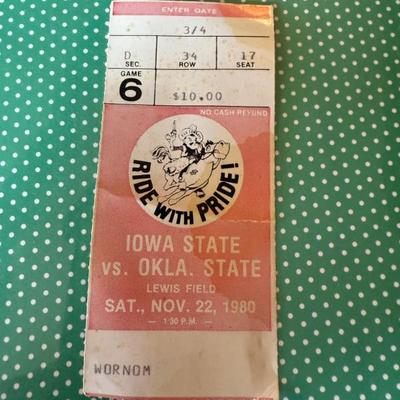 ENTER GATE
3/4
D 34 17
SEC. ROW SEAT
GAME
6
$10.00
NO CASH REFUND
RIDE WITH PRIDE!
IOWA STATE
vs. OKLA. STATE
LEWIS FIELD
SAT., NOV. 22, 1980
— 1:30 P.M. —
WORNOM